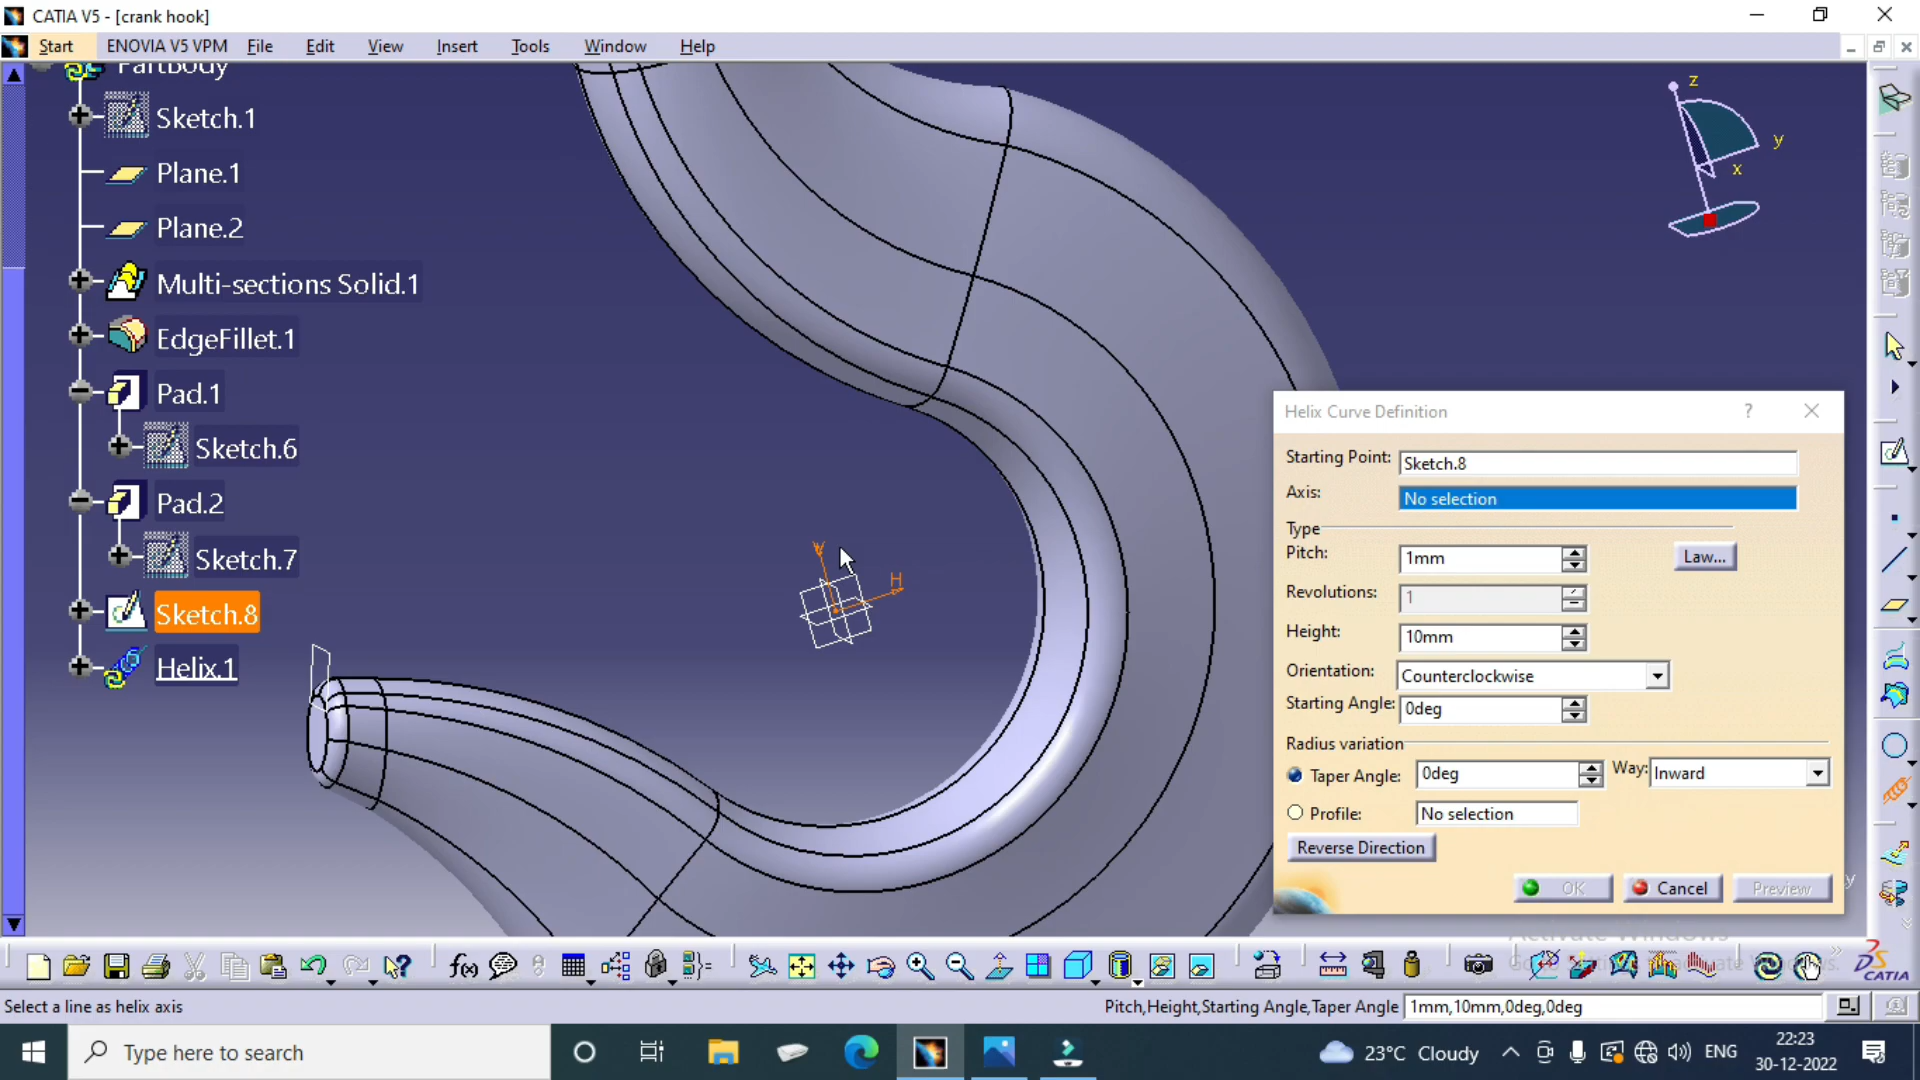 CATIA V5 - [crank hook]
Start ENOVIA V5 VPM File Edit View Insert Tools Window Help
PartBody
Sketch.1
Plane.1
Plane.2
Multi-sections Solid.1
EdgeFillet.1
Pad.1
Sketch.6
Pad.2
Sketch.7
Sketch.8
Helix.1
z
y
x
V
H
Helix Curve Definition ?
Starting Point: Sketch.8
Axis: No selection
Type
Pitch: 1mm Law...
Revolutions: 1
Height: 10mm
Orientation: Counterclockwise
Starting Angle: 0deg
Radius variation
Taper Angle: 0deg Way: Inward
Profile: No selection
Reverse Direction
OK Cancel Preview
y
Activate Windows
f(x)
CATIA
Select a line as helix axis
Pitch,Height,Starting Angle,Taper Angle 1mm,10mm,0deg,0deg
Type here to search
23°C Cloudy
ENG
22:23
30-12-2022